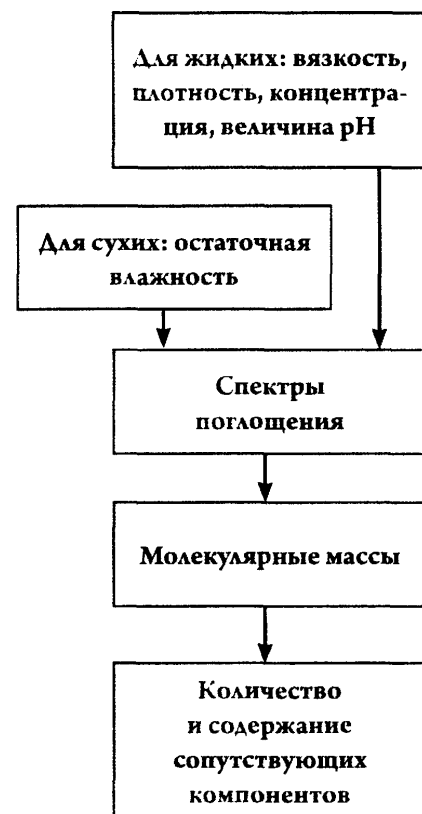 Для жидких: вязкость,
плотность, концентра-
ция, величина pH
Для сухих: остаточная
влажность
Спектры
поглощения
Молекулярные массы
Количество
и содержание
сопутствующих
компонентов